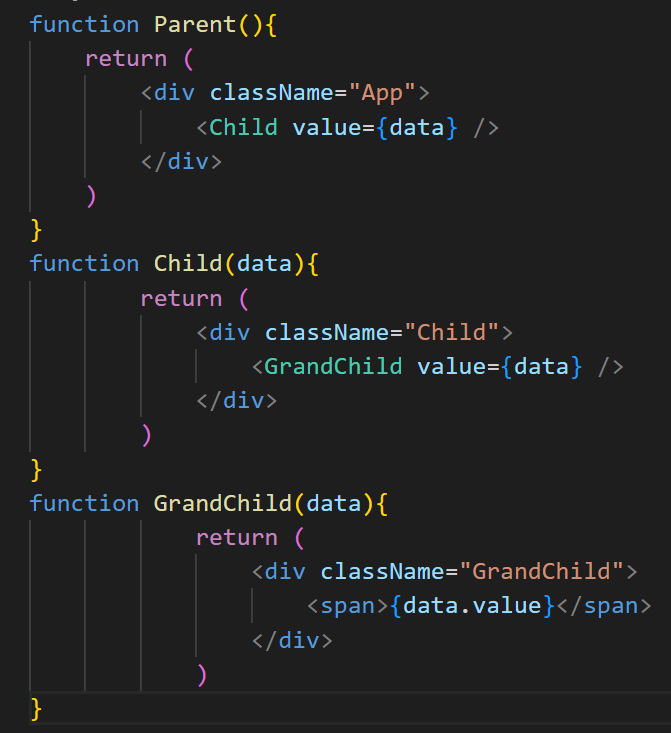 function Parent(){
    return (
        <div className="App">
            <Child value={data} />
        </div>
    )
}
function Child(data){
        return (
            <div className="Child">
                <GrandChild value={data} />
            </div>
        )
}
function GrandChild(data){
            return (
                <div className="GrandChild">
                    <span>{data.value}</span>
                </div>
            )
}